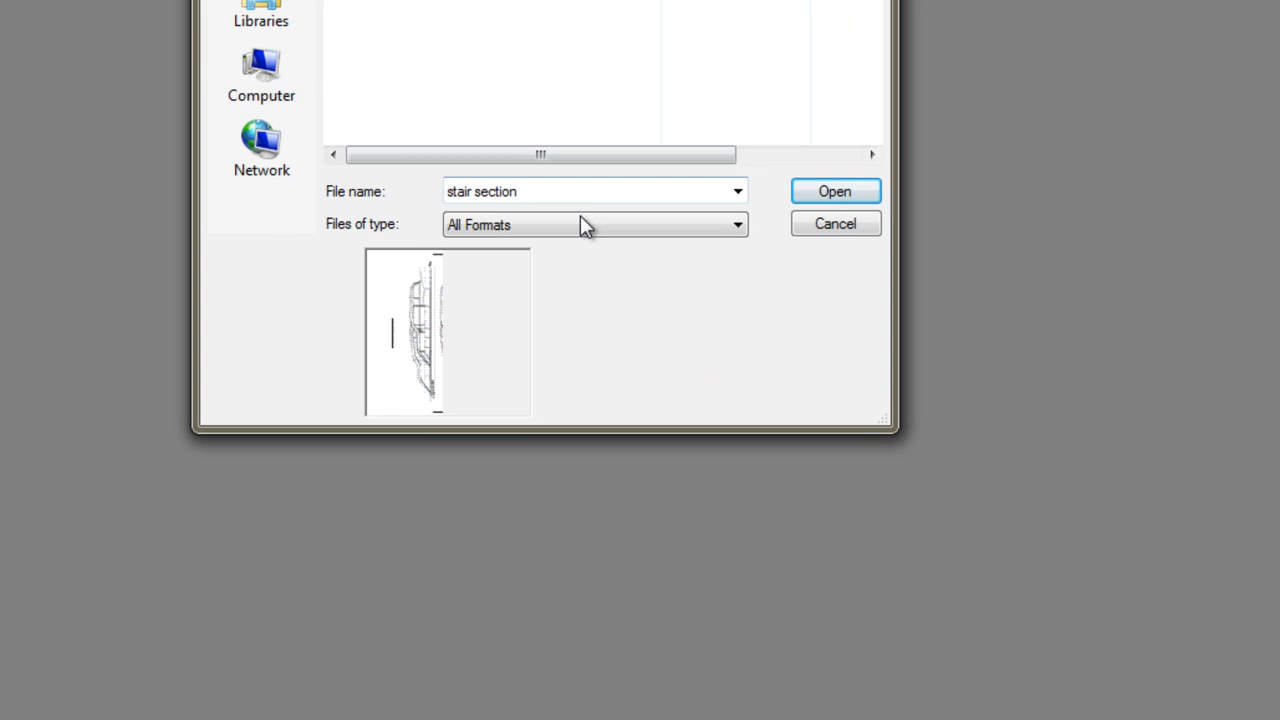 Libraries
Computer
Network
File name: stair section Open
Files of type: All Formats Cancel